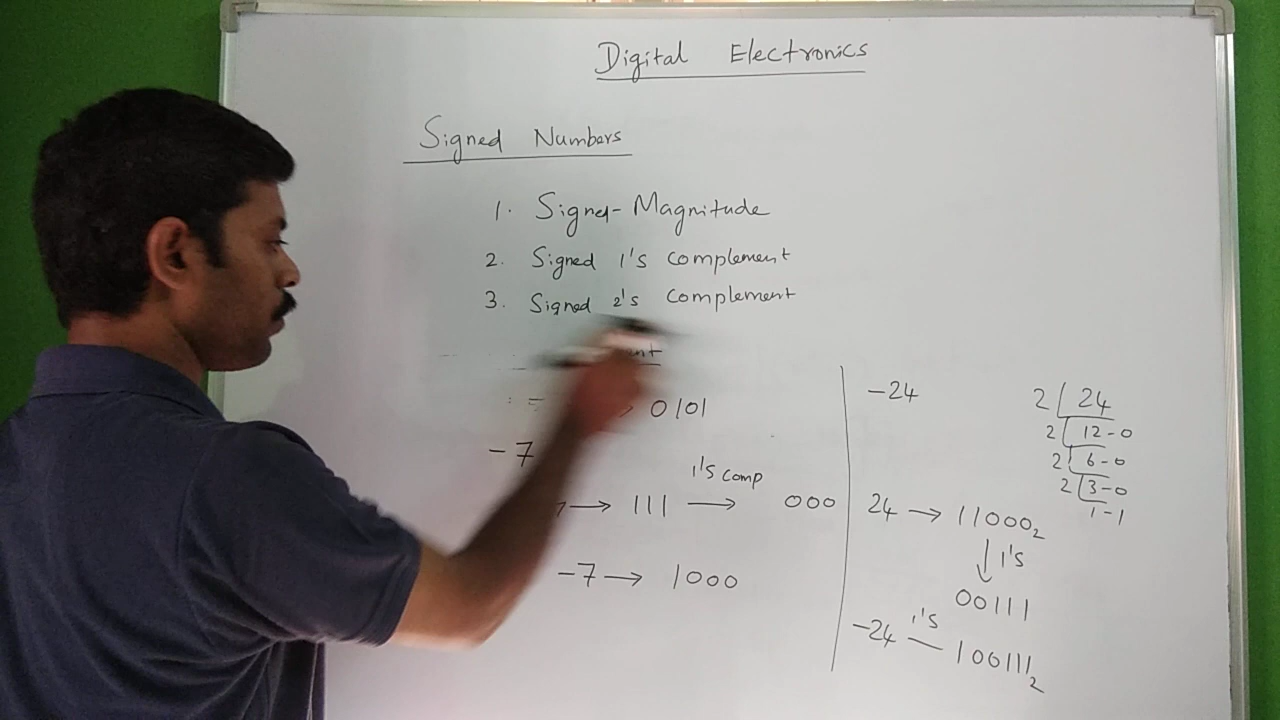 Digital Electronics
Signed Numbers
1. Signed-Magnitude
2. Signed 1's complement
3. Signed 2's complement
→ 0101
-7
1's comp
→ 111 → 000
-7 → 1000
-24
2 24
2 12-0
2 6-0
2 3-0
1-1
24 → 11000₂
↓ 1's
00111
-24 1's — 100111₂